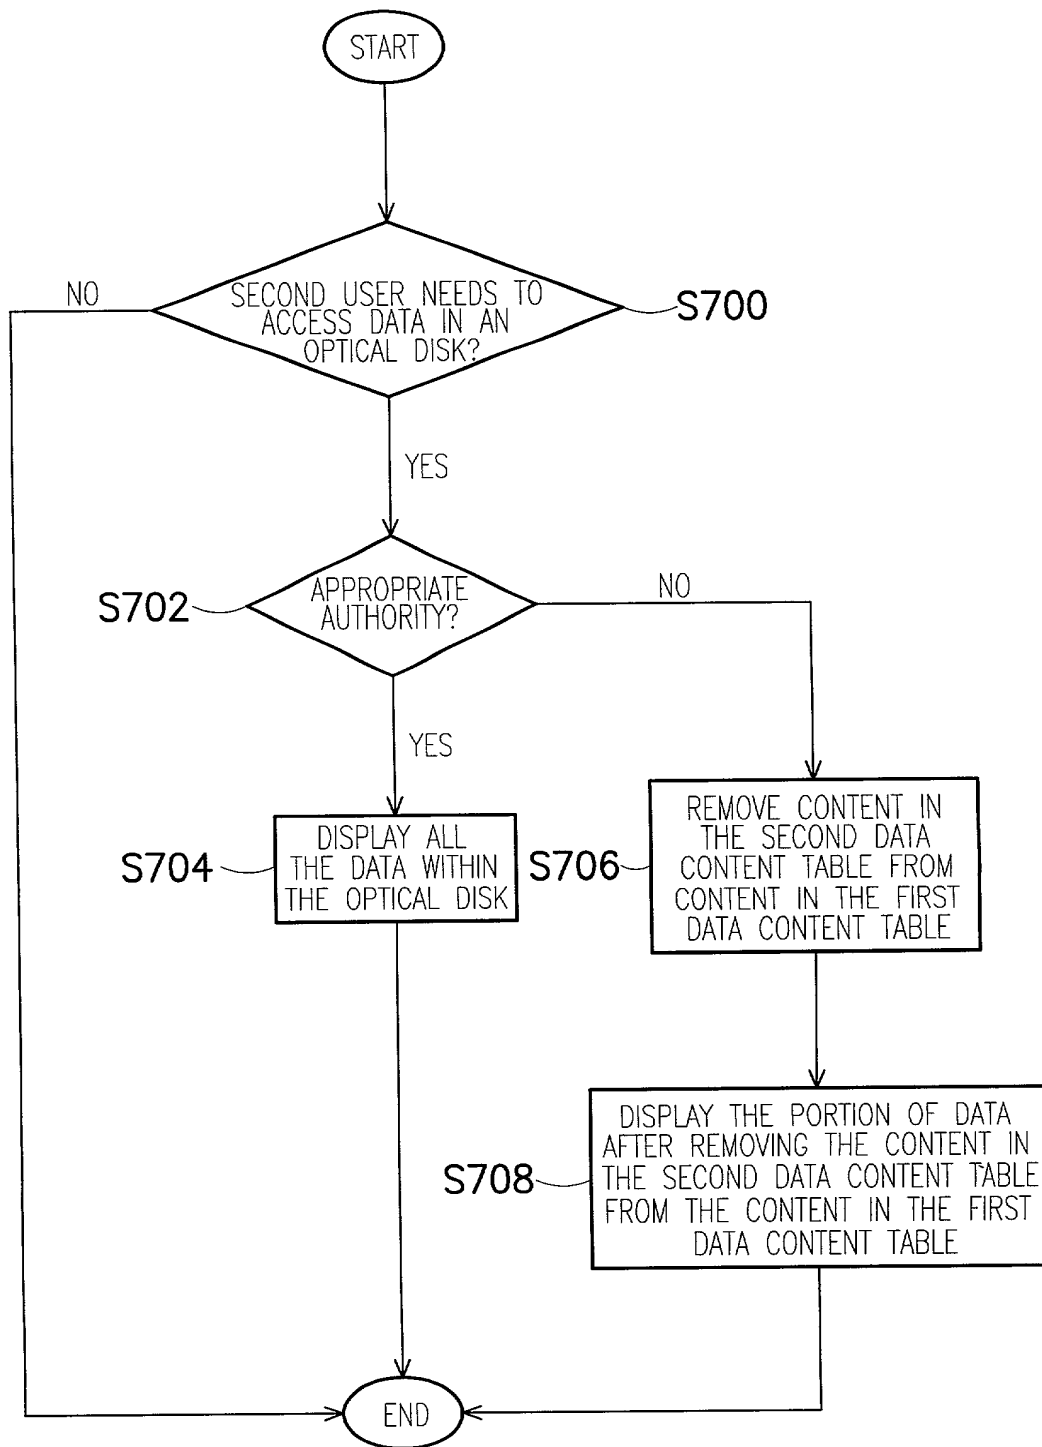 START
NO
SECOND USER NEEDS TO
ACCESS DATA IN AN
OPTICAL DISK?
S700
YES
S702
APPROPRIATE
AUTHORITY?
NO
YES
S704
DISPLAY ALL
THE DATA WITHIN
THE OPTICAL DISK
S706
REMOVE CONTENT IN
THE SECOND DATA
CONTENT TABLE FROM
CONTENT IN THE FIRST
DATA CONTENT TABLE
S708
DISPLAY THE PORTION OF DATA
AFTER REMOVING THE CONTENT IN
THE SECOND DATA CONTENT TABLE
FROM THE CONTENT IN THE FIRST
DATA CONTENT TABLE
END